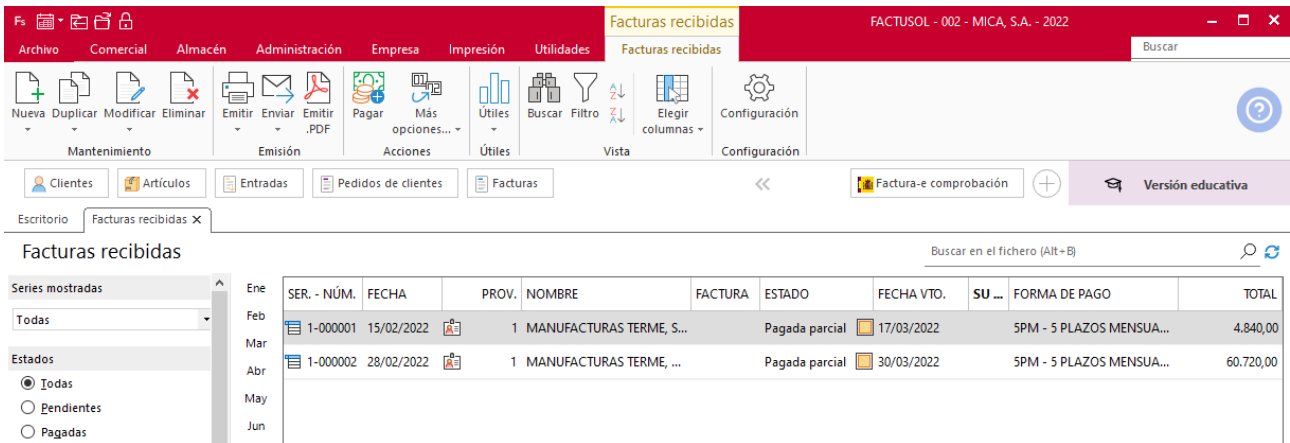 Fs Facturas recibidas FACTUSOL - 002 - MICA, S.A. - 2022
Archivo Comercial Almacén Administración Empresa Impresión Utilidades Facturas recibidas Buscar
Nueva Duplicar Modificar Eliminar Emitir Enviar Emitir .PDF Pagar Más opciones... Útiles Buscar Filtro Elegir columnas Configuración
Mantenimiento Emisión Acciones Útiles Vista Configuración
Clientes Artículos Entradas Pedidos de clientes Facturas Factura-e comprobación Versión educativa
Escritorio Facturas recibidas
Facturas recibidas Buscar en el fichero (Alt+B)
Series mostradas
Todas
Estados
Todas
Pendientes
Pagadas
Ene
Feb
Mar
Abr
May
Jun
SER. - NÚM. FECHA PROV. NOMBRE FACTURA ESTADO FECHA VTO. SU ... FORMA DE PAGO TOTAL
1-000001 15/02/2022 1 MANUFACTURAS TERME, S... Pagada parcial 17/03/2022 5PM - 5 PLAZOS MENSUA... 4.840,00
1-000002 28/02/2022 1 MANUFACTURAS TERME, ... Pagada parcial 30/03/2022 5PM - 5 PLAZOS MENSUA... 60.720,00